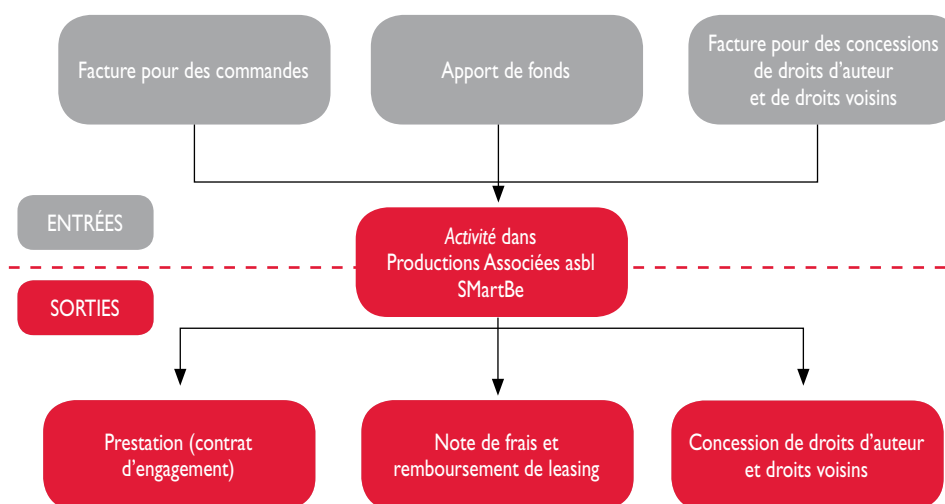 Facture pour des commandes
Apport de fonds
Facture pour des concessions
de droits d'auteur
et de droits voisins
ENTRÉES
Activité dans
Productions Associées asbl
SMartBe
SORTIES
Prestation (contrat
d'engagement)
Note de frais et
remboursement de leasing
Concession de droits d'auteur
et droits voisins